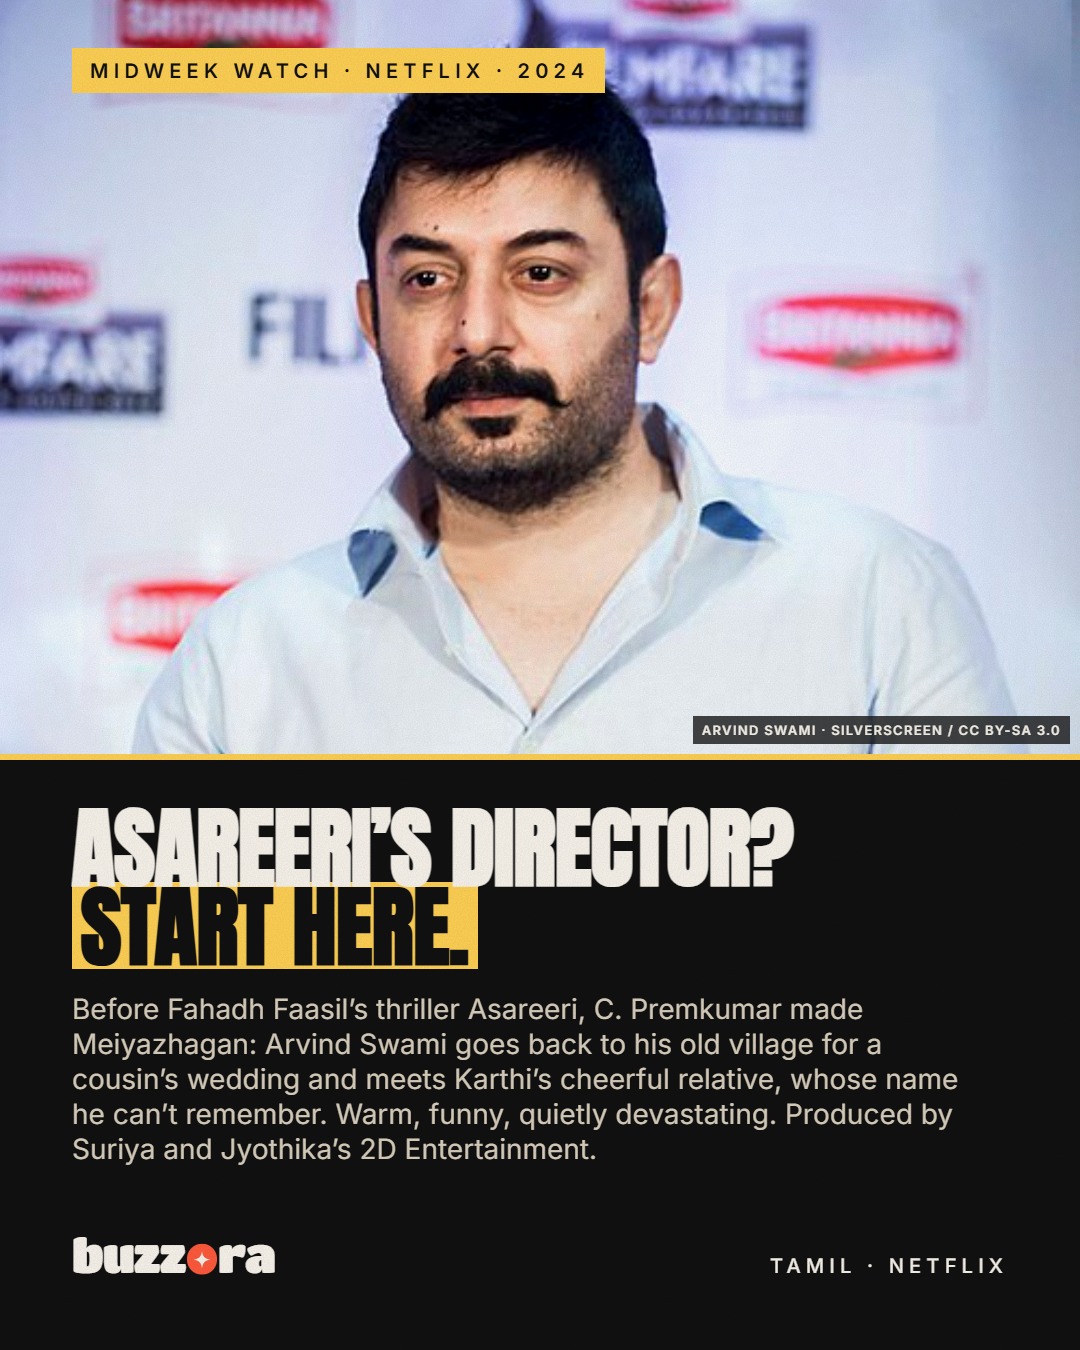 MIDWEEK WATCH · NETFLIX · 2024
FIL
ARVIND SWAMI · SILVERSCREEN / CC BY-SA 3.0
ASAREERI’S DIRECTOR?
START HERE.
Before Fahadh Faasil’s thriller Asareeri, C. Premkumar made
Meiyazhagan: Arvind Swami goes back to his old village for a
cousin’s wedding and meets Karthi’s cheerful relative, whose name
he can’t remember. Warm, funny, quietly devastating. Produced by
Suriya and Jyothika’s 2D Entertainment.
buzzora
TAMIL · NETFLIX